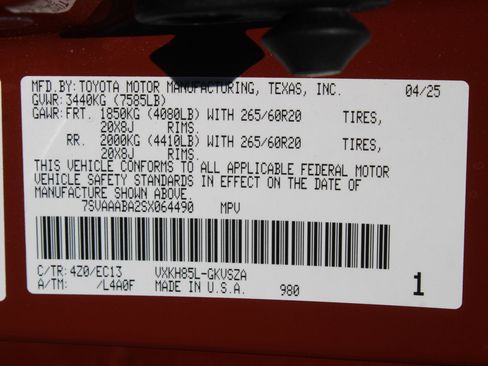 MFD.BY:TOYOTA MOTOR MANUFACTURING, TEXAS, INC. 04/25
GVWR:3440KG (7585LB)
GAWR:FRT. 1850KG (4080LB) WITH 265/60R20 TIRES,
20X8J RIMS.
RR. 2000KG (4410LB) WITH 265/60R20 TIRES,
20X8J RIMS.
THIS VEHICLE CONFORMS TO ALL APPLICABLE FEDERAL MOTOR
VEHICLE SAFETY STANDARDS IN EFFECT ON THE DATE OF
MANUFACTURE SHOWN ABOVE.
7SVAAABA2SX064490 MPV
C/TR:4Z0/EC13 VXKH85L-GKVSZA
A/TM: /L4A0F MADE IN U.S.A. 980 1